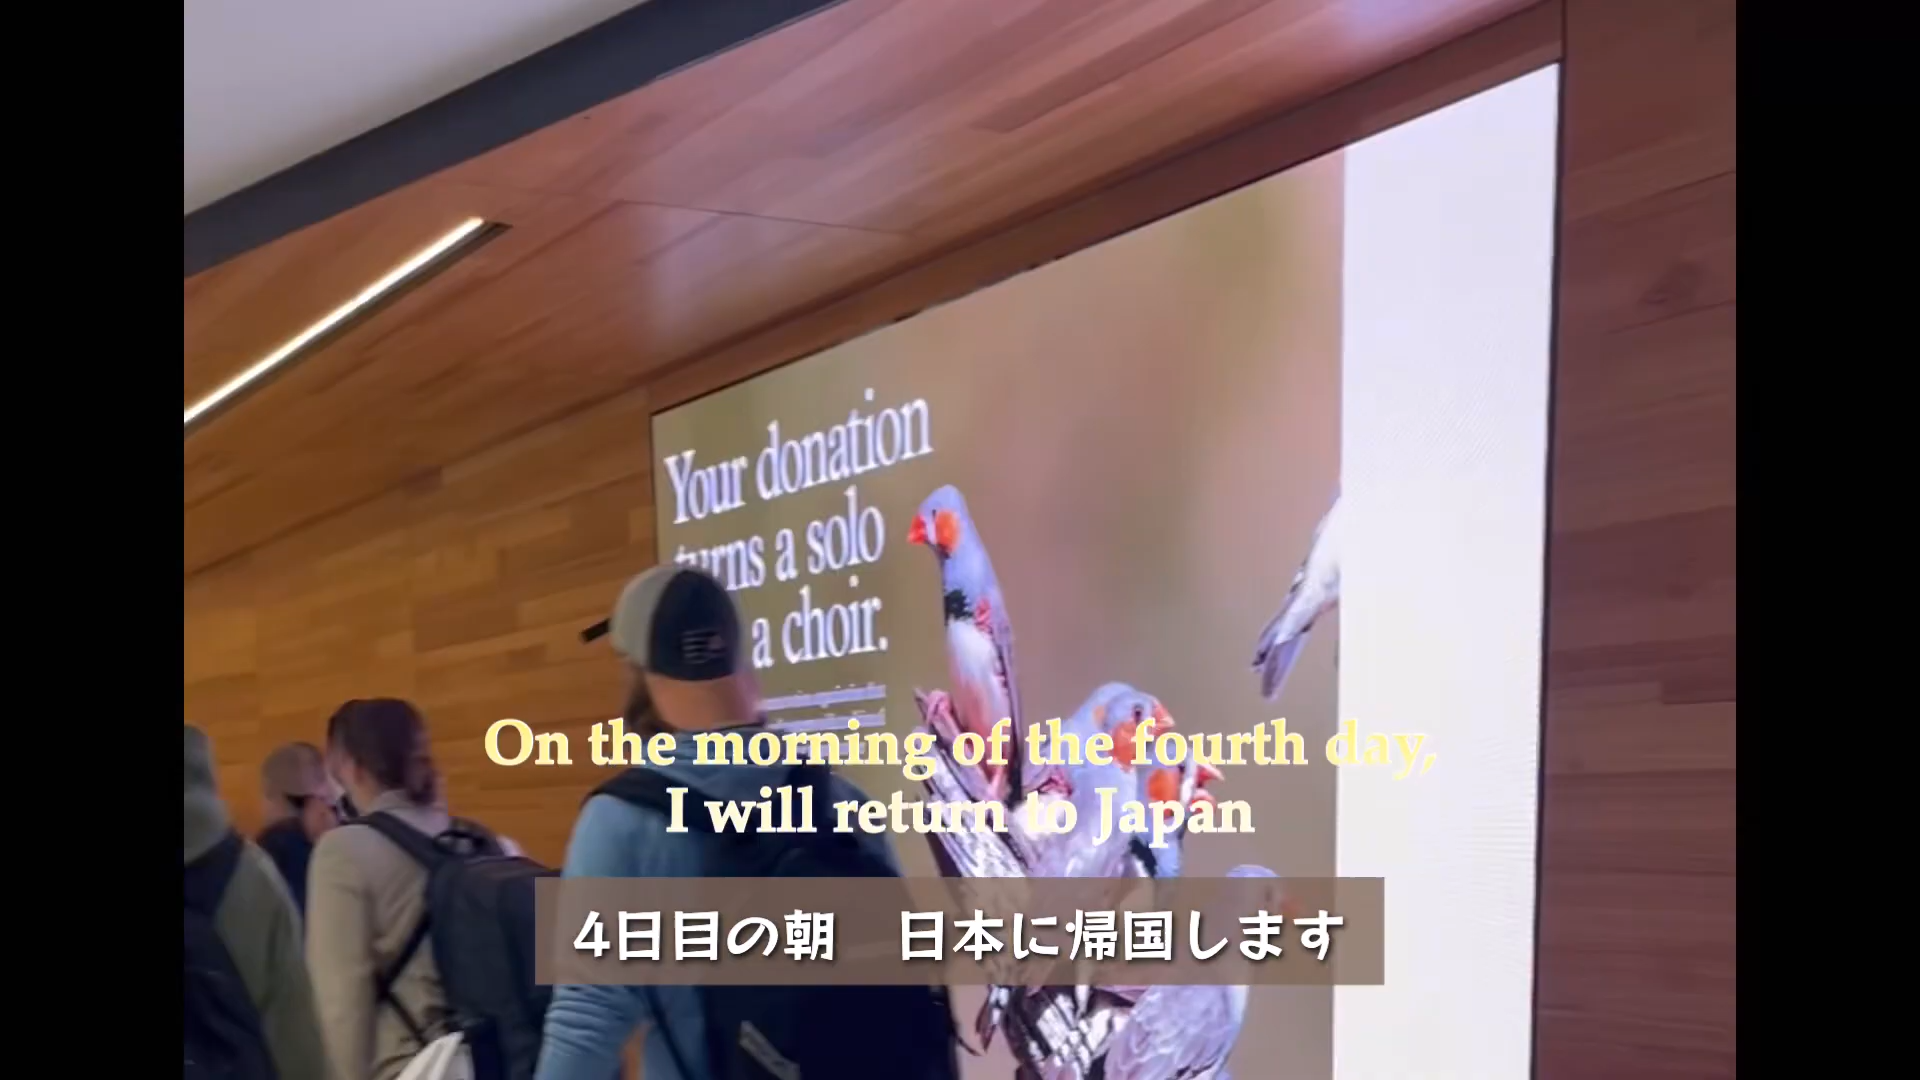 Your donation
turns a solo
a choir.
On the morning of the fourth day,
I will return to Japan
4日目の朝　日本に帰国します